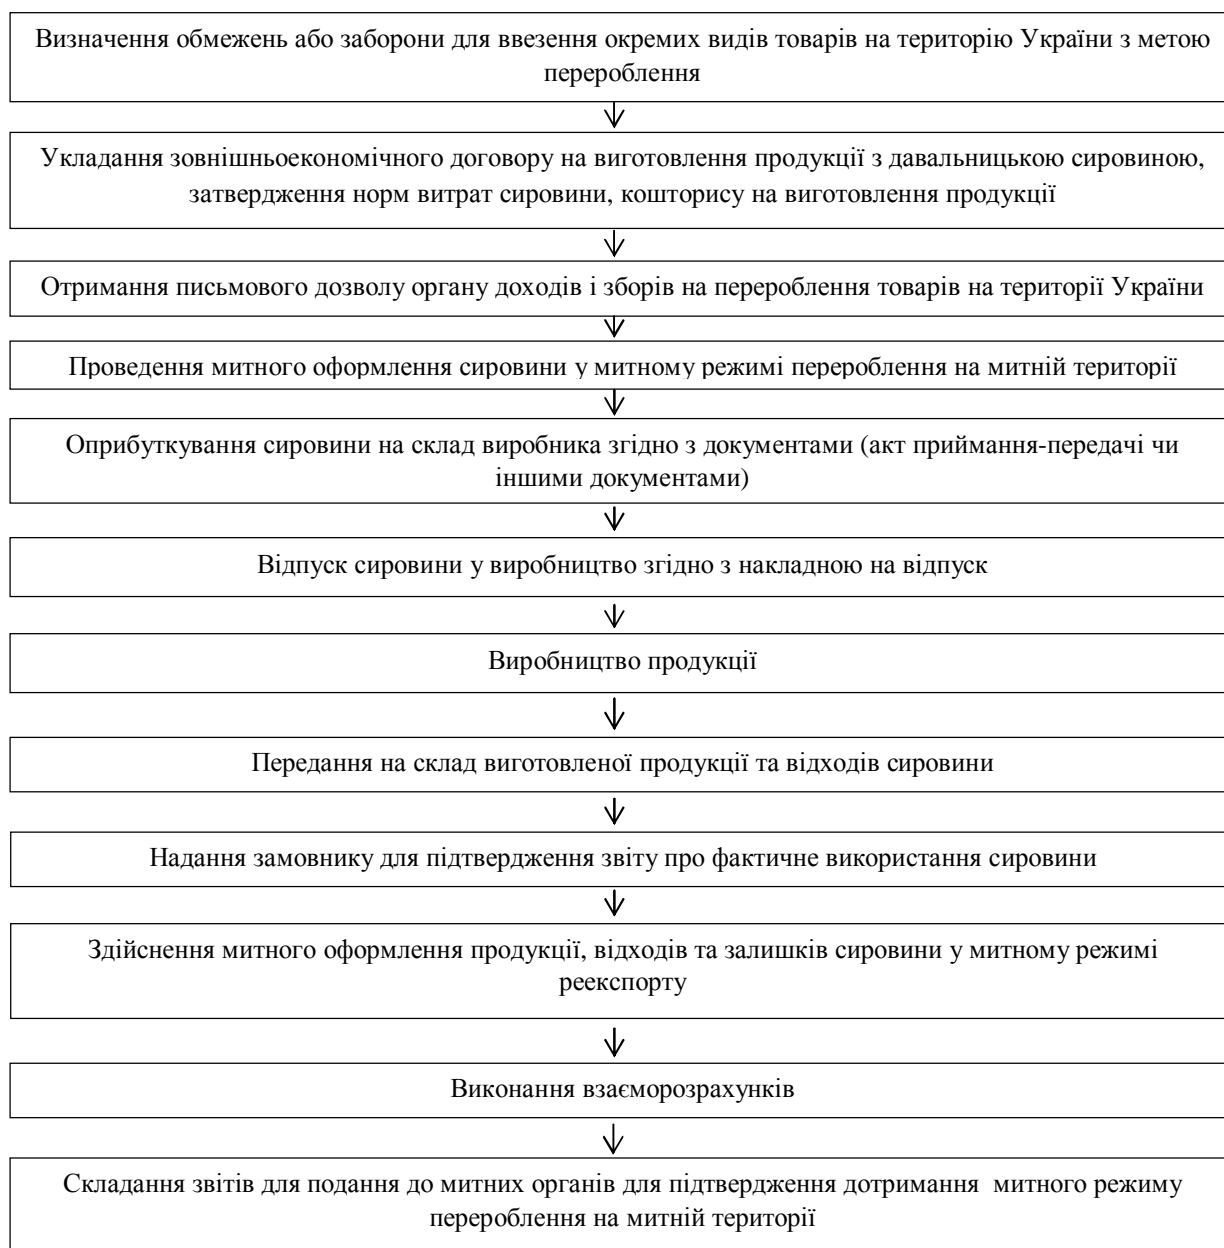 Визначення обмежень або заборони для ввезення окремих видів товарів на територію України з метою
перероблення
Укладання зовнішньоекономічного договору на виготовлення продукції з давальницькою сировиною,
затвердження норм витрат сировини, кошторису на виготовлення продукції
Отримання письмового дозволу органу доходів і зборів на перероблення товарів на території України
Проведення митного оформлення сировини у митному режимі перероблення на митній території
Оприбуткування сировини на склад виробника згідно з документами (акт приймання-передачі чи
іншими документами)
Відпуск сировини у виробництво згідно з накладною на відпуск
Виробництво продукції
Передання на склад виготовленої продукції та відходів сировини
Надання замовнику для підтвердження звіту про фактичне використання сировини
Здійснення митного оформлення продукції, відходів та залишків сировини у митному режимі
реекспорту
Виконання взаєморозрахунків
Складання звітів для подання до митних органів для підтвердження дотримання  митного режиму
перероблення на митній території